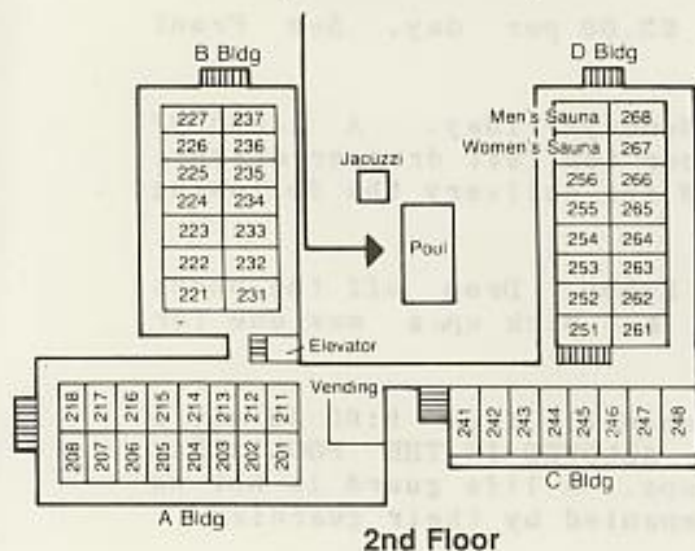 B Bldg
D Bldg
227 237
226 236
225 235
224 234
223 233
222 232
221 231
Jacuzzi
Poul
Men's Sauna 268
Women's Sauna 267
256 266
255 265
254 264
253 263
252 262
251 261
Elevator
Vending
218 217 216 215 214 213 212 211
208 207 206 205 204 203 202 201
241 242 243 244 245 246 247 248
A Bldg
C Bldg
2nd Floor